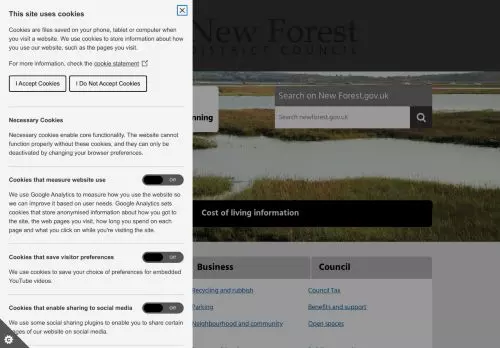 This site uses cookies
Cookies are files saved on your phone, tablet or computer
when you visit a website. We use cookies to store information about
how you use our website, such as the pages you visit.
For more information, check the cookie statement
I Accept Cookies
I Do Not Accept Cookies
Necessary Cookies
Necessary cookies enable core functionality. The website cannot
function properly without these cookies, and they can only be
deactivated by changing your browser preferences.
Cookies that measure website use
Off
We use Google Analytics to measure how you use the website so
we can improve it based on user needs. Google Analytics sets
cookies that store anonymised information about how you got to
the site, the web pages you visit, how long you spend on each
page and what you click on while you're visiting the site.
Cookies that save visitor preferences
Off
We use cookies to save your choice of preferences for embedded
YouTube videos.
Cookies that enable sharing to social media
Off
We use some social sharing plugins to enable you to share certain
pages of our website on social media.
New Forest
DISTRICT COUNCIL
Search on New Forest.gov.uk
Search newforest.gov.uk
nning
Cost of living information
Business
Council
Recycling and rubbish
Council Tax
Parking
Benefits and support
Neighbourhood and community
Open spaces